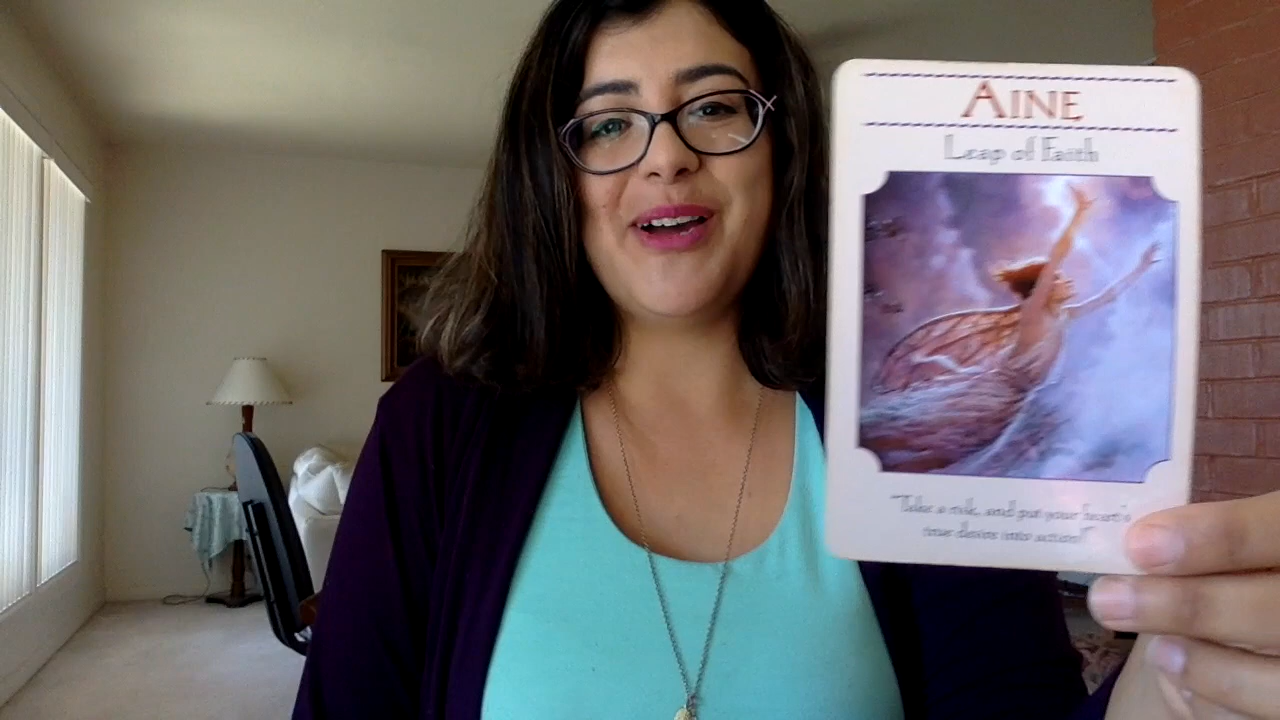 AINE
Leap of Faith
"Take a risk, and put your heart's
true desire into action!"